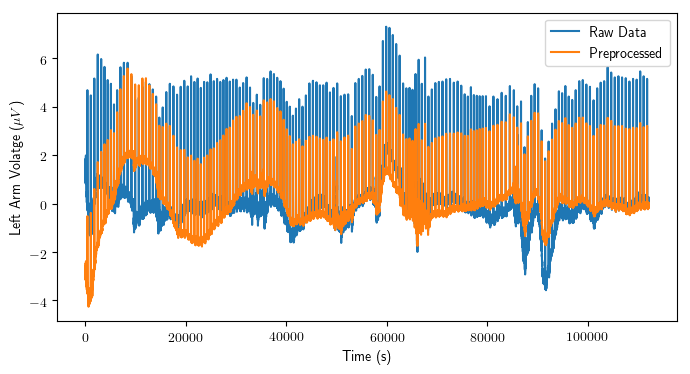 Raw Data
Preprocessed
6
4
2
0
−2
−4
Left Arm Volatge (μV)
0 20000 40000 60000 80000 100000
Time (s)